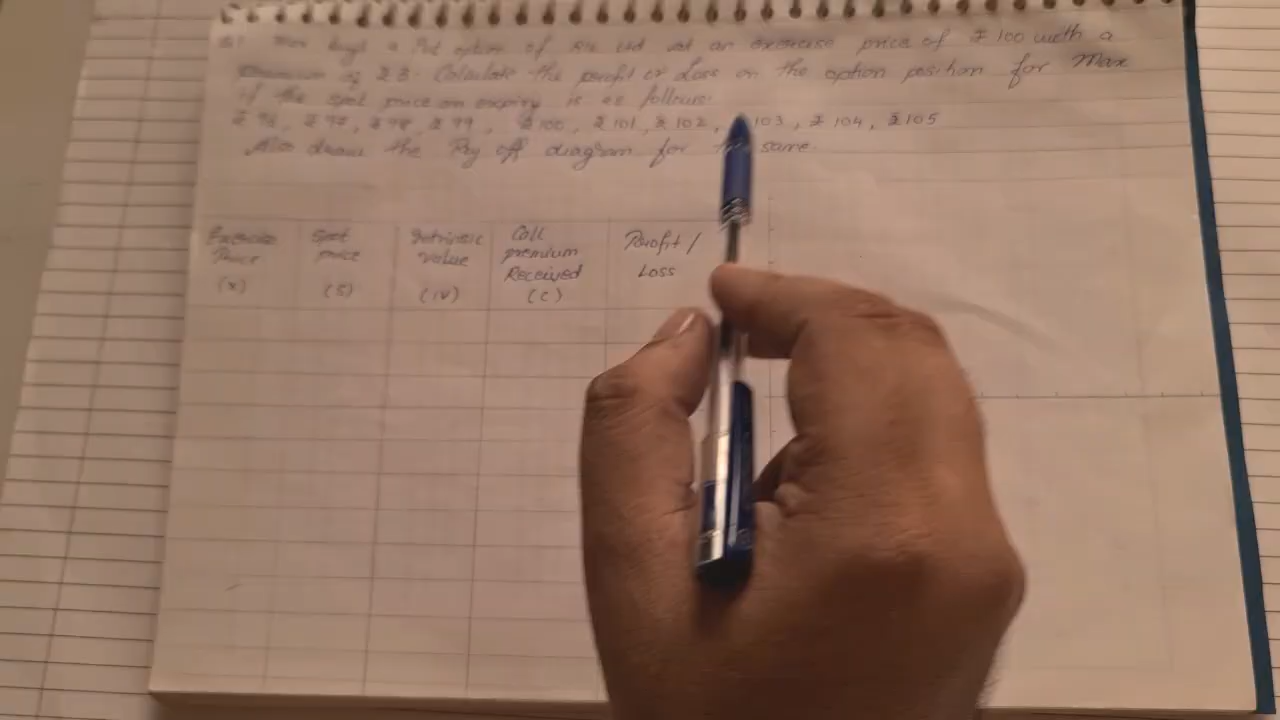 Max buys a Put option of Ltd at an exercise price of ₹100 with a
premium of ₹3. Calculate the profit or Loss on the option position for Max
if the spot price on expiry is as follows:
₹96, ₹97, ₹98, ₹99, ₹100, ₹101, ₹102, 103, ₹104, ₹105
Also draw the Pay off diagram for same.
Exercise Price (X)
Spot price (S)
Intrinsic value (IV)
Call premium Received (C)
Profit / Loss